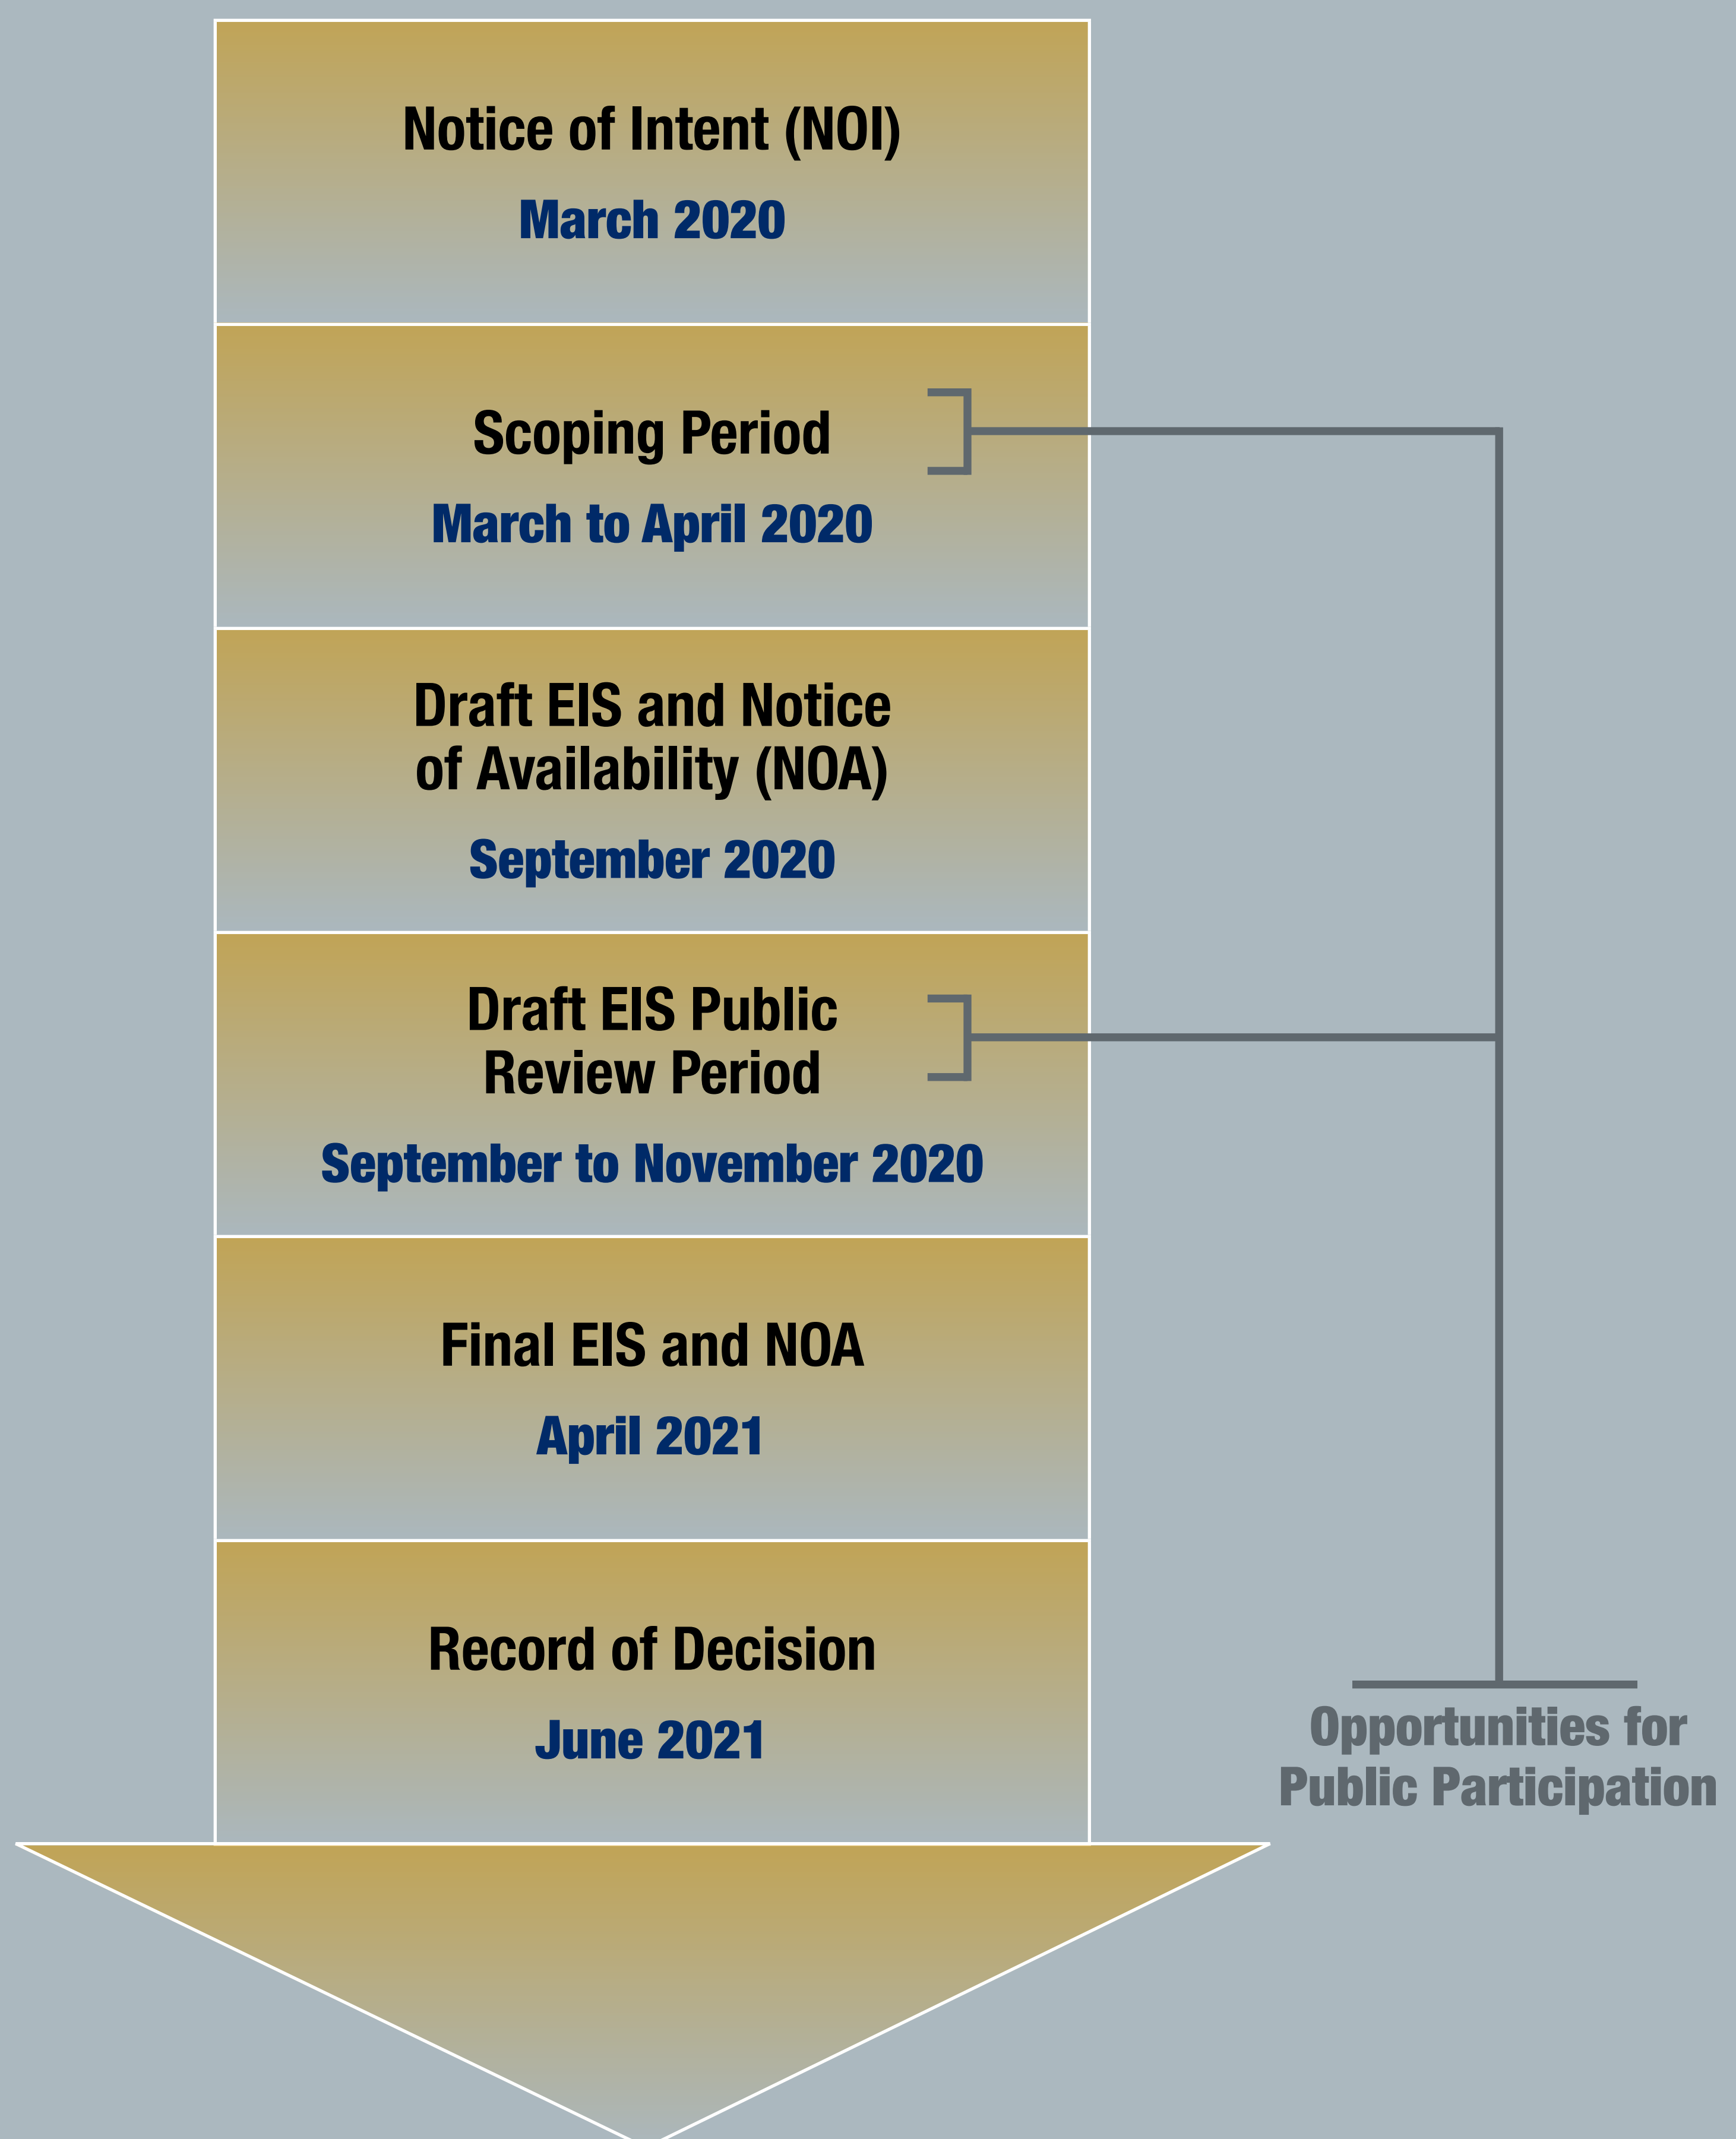 Notice of Intent (NOI)
March 2020
Scoping Period
March to April 2020
Draft EIS and Notice
of Availability (NOA)
September 2020
Draft EIS Public
Review Period
September to November 2020
Final EIS and NOA
April 2021
Record of Decision
June 2021
Opportunities for
Public Participation